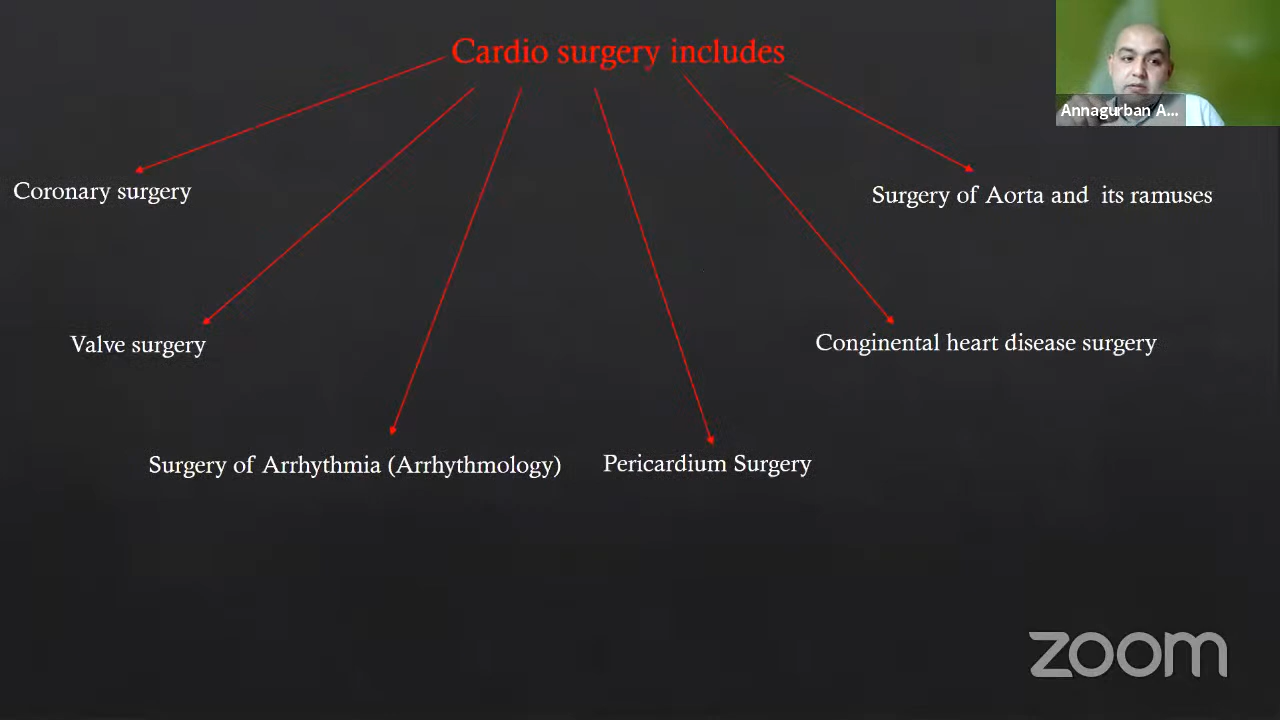 Cardio surgery includes
Annagurban A...
Coronary surgery
Surgery of Aorta and its ramuses
Valve surgery
Conginental heart disease surgery
Surgery of Arrhythmia (Arrhythmology)
Pericardium Surgery
zoom